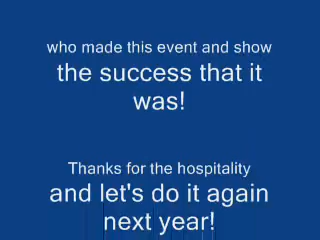 who made this event and show
the success that it
was!
Thanks for the hospitality
and let's do it again
next year!